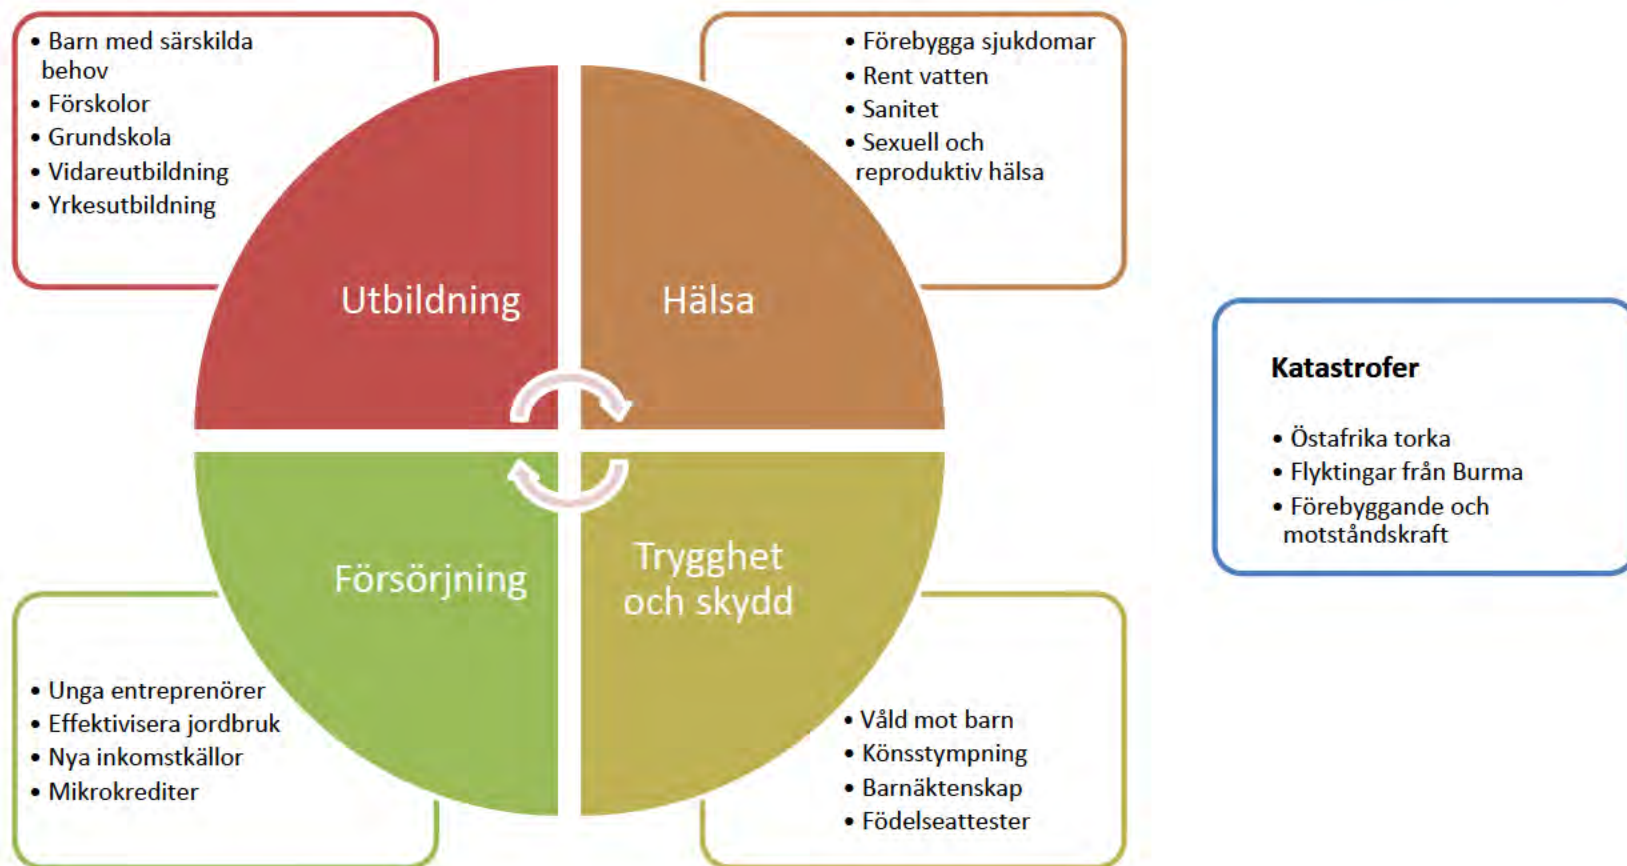 • Barn med särskilda
behov
• Förskolor
• Grundskola
• Vidareutbildning
• Yrkesutbildning
• Förebygga sjukdomar
• Rent vatten
• Sanitet
• Sexuell och
reproduktiv hälsa
Utbildning
Hälsa
Försörjning
Trygghet
och skydd
• Unga entreprenörer
• Effektivisera jordbruk
• Nya inkomstkällor
• Mikrokrediter
• Våld mot barn
• Könsstympning
• Barnäktenskap
• Födelseattester
Katastrofer
• Östafrika torka
• Flyktingar från Burma
• Förebyggande och
motståndskraft